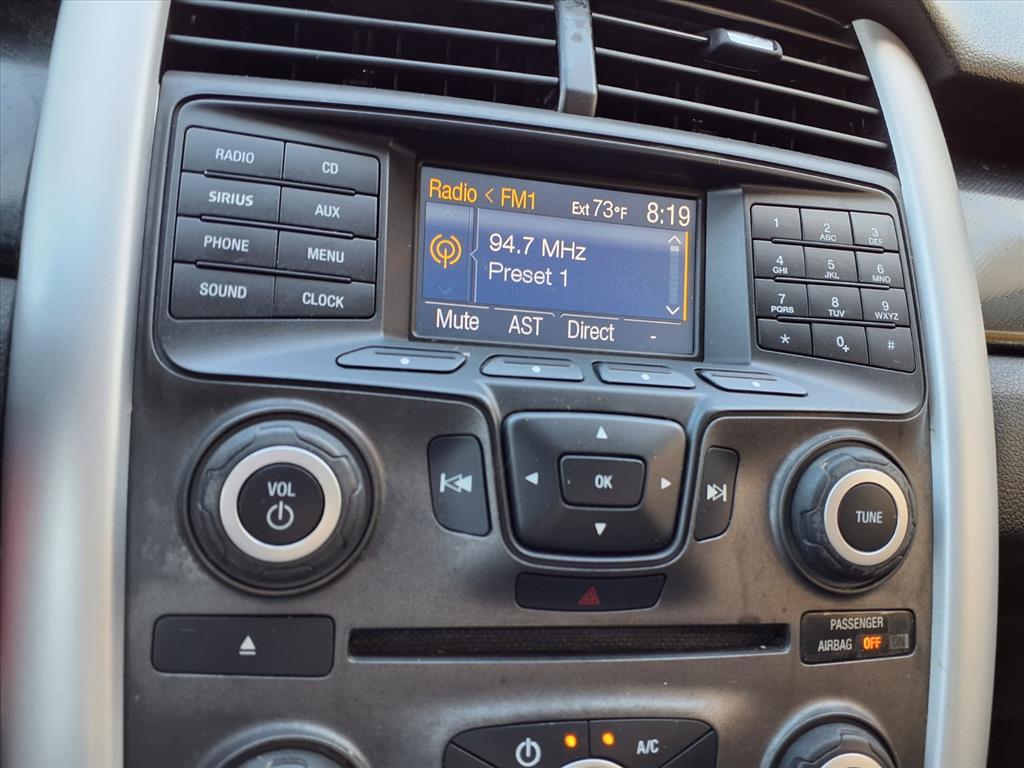 RADIO
CD
SIRIUS
AUX
PHONE
MENU
SOUND
CLOCK
Radio < FM1 Ext 73°F 8:19
94.7 MHz
Preset 1
Mute AST Direct -
1
2 ABC
3 DEF
4 GHI
5 JKL
6 MNO
7 PQRS
8 TUV
9 WXYZ
*
0+
#
VOL
OK
TUNE
PASSENGER
AIRBAG OFF ON
A/C